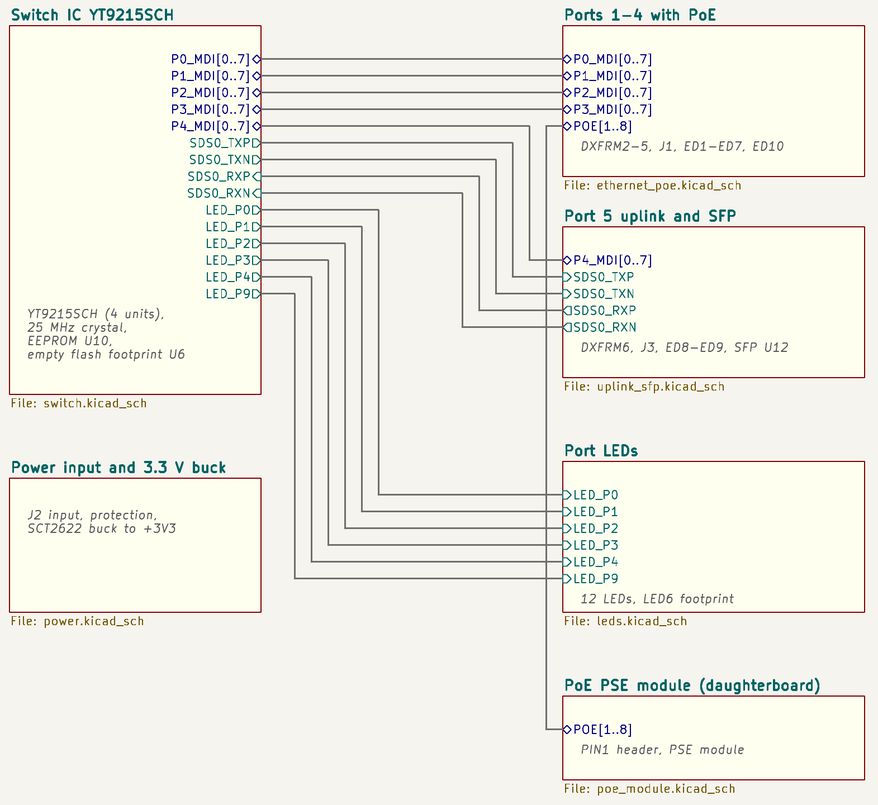 Switch IC YT9215SCH
P0_MDI[0..7]
P1_MDI[0..7]
P2_MDI[0..7]
P3_MDI[0..7]
P4_MDI[0..7]
SDS0_TXP
SDS0_TXN
SDS0_RXP
SDS0_RXN
LED_P0
LED_P1
LED_P2
LED_P3
LED_P4
LED_P9
YT9215SCH (4 units),
25 MHz crystal,
EEPROM U10,
empty flash footprint U6
File: switch.kicad_sch
Power input and 3.3 V buck
J2 input, protection,
SCT2622 buck to +3V3
File: power.kicad_sch
Ports 1-4 with PoE
P0_MDI[0..7]
P1_MDI[0..7]
P2_MDI[0..7]
P3_MDI[0..7]
POE[1..8]
DXFRM2-5, J1, ED1-ED7, ED10
File: ethernet_poe.kicad_sch
Port 5 uplink and SFP
P4_MDI[0..7]
SDS0_TXP
SDS0_TXN
SDS0_RXP
SDS0_RXN
DXFRM6, J3, ED8-ED9, SFP U12
File: uplink_sfp.kicad_sch
Port LEDs
LED_P0
LED_P1
LED_P2
LED_P3
LED_P4
LED_P9
12 LEDs, LED6 footprint
File: leds.kicad_sch
PoE PSE module (daughterboard)
POE[1..8]
PIN1 header, PSE module
File: poe_module.kicad_sch